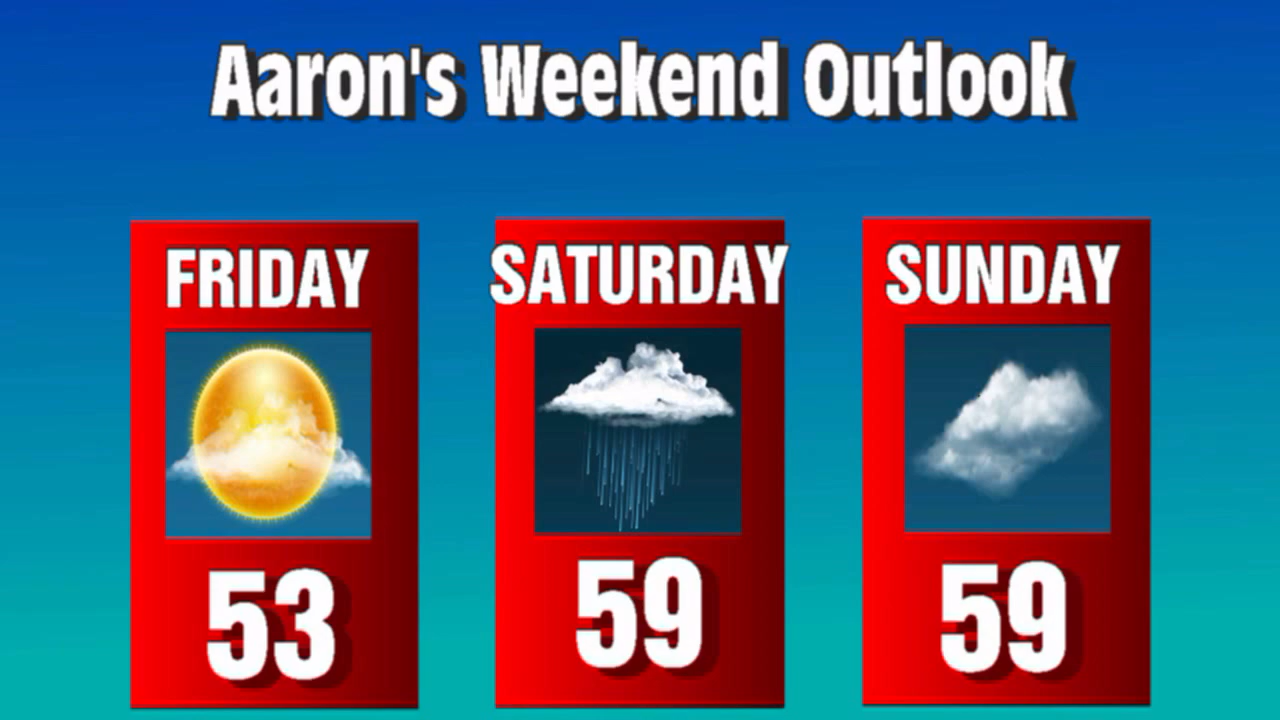 Aaron's Weekend Outlook
FRIDAY
53
SATURDAY
59
SUNDAY
59